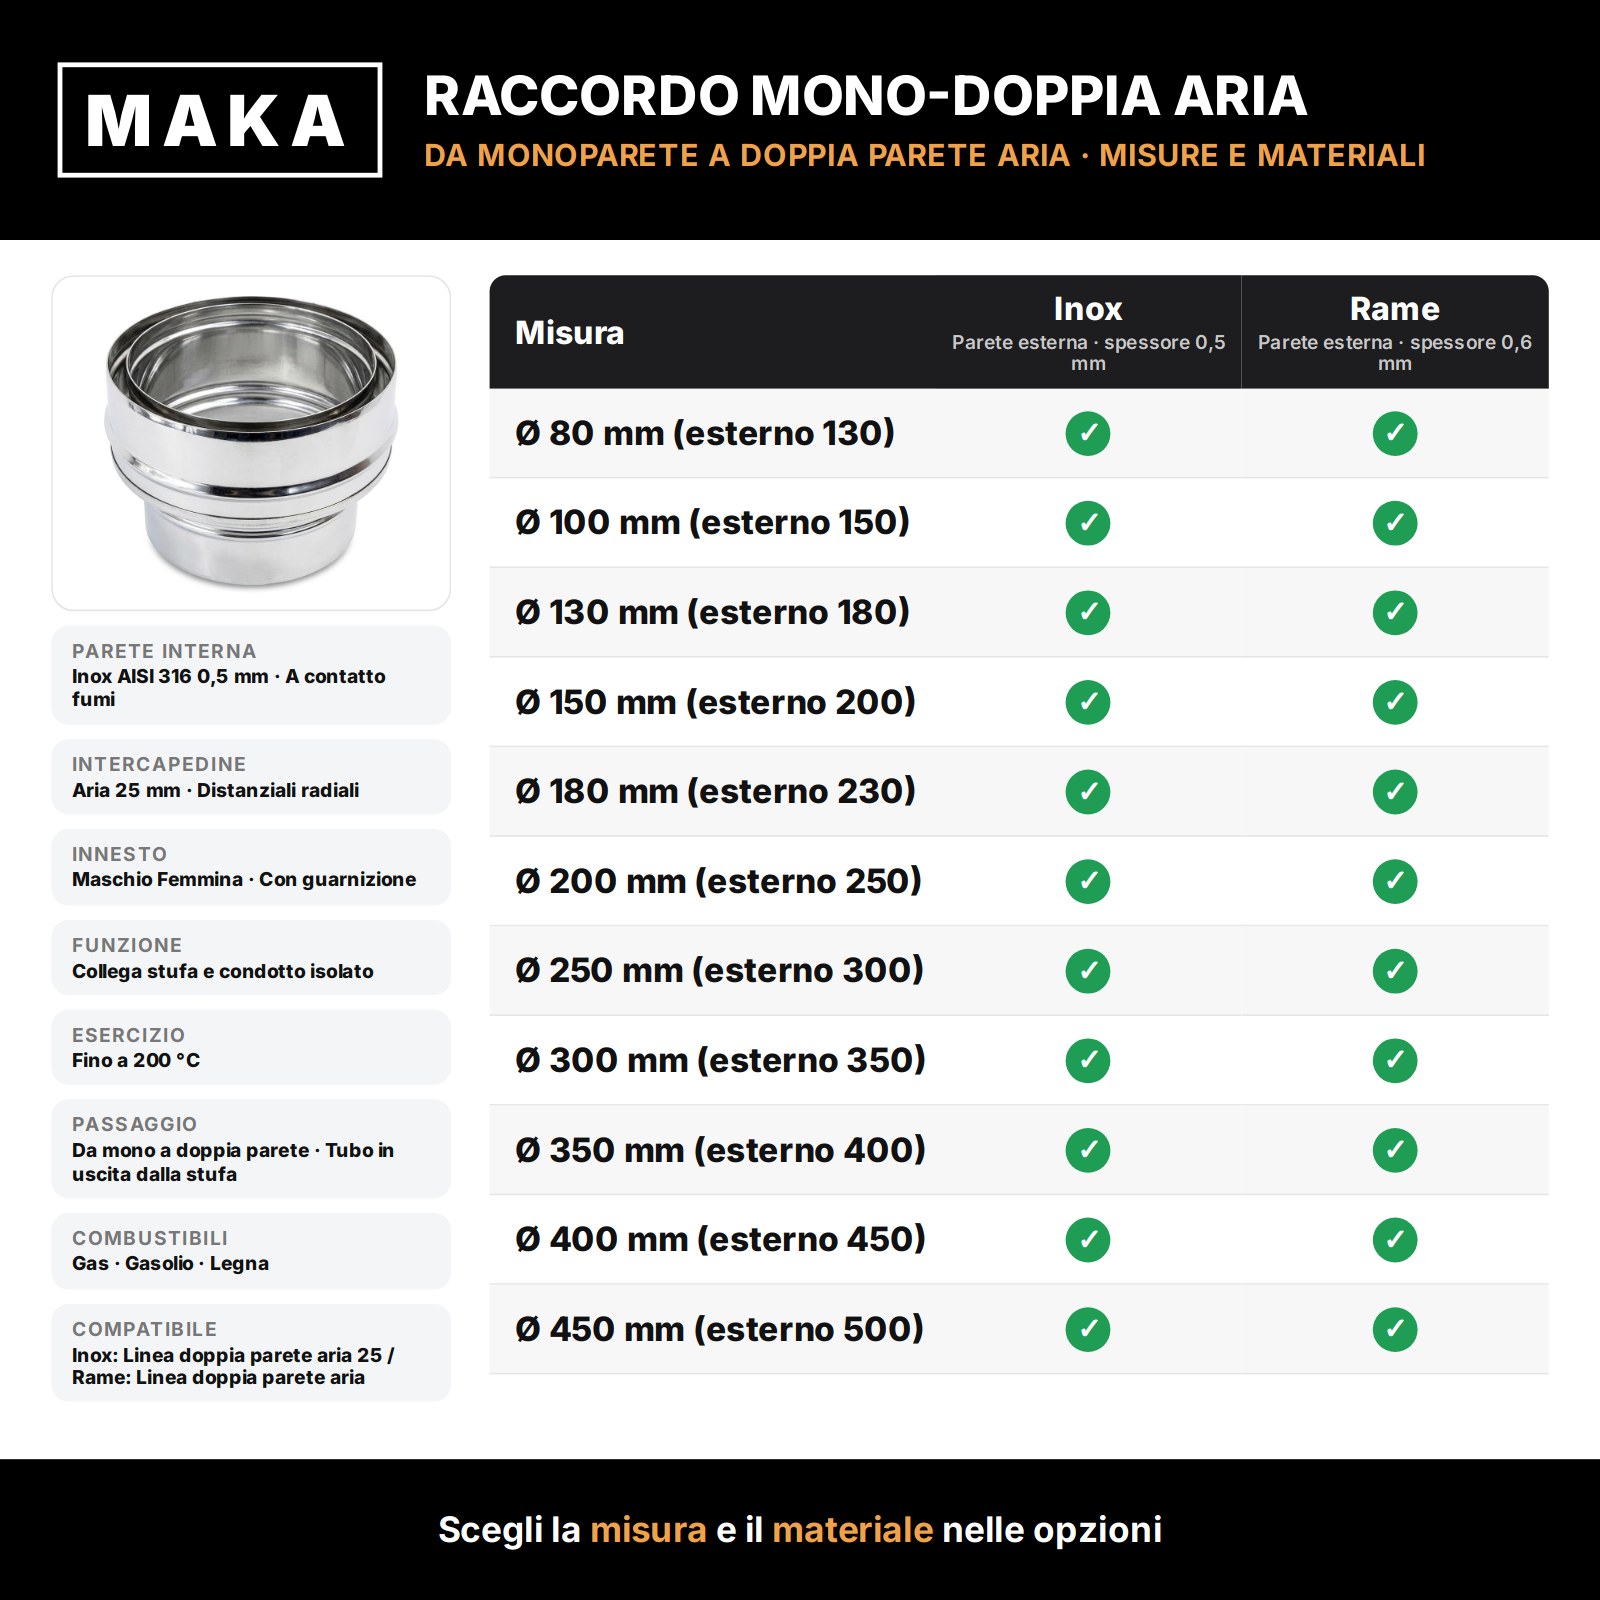 MAKA
RACCORDO MONO-DOPPIA ARIA
DA MONOPARETE A DOPPIA PARETE ARIA · MISURE E MATERIALI
PARETE INTERNA
Inox AISI 316 0,5 mm · A contatto
fumi
INTERCAPEDINE
Aria 25 mm · Distanziali radiali
INNESTO
Maschio Femmina · Con guarnizione
FUNZIONE
Collega stufa e condotto isolato
ESERCIZIO
Fino a 200 °C
PASSAGGIO
Da mono a doppia parete · Tubo in
uscita dalla stufa
COMBUSTIBILI
Gas · Gasolio · Legna
COMPATIBILE
Inox: Linea doppia parete aria 25 /
Rame: Linea doppia parete aria
Misura
Inox
Parete esterna · spessore 0,5
mm
Rame
Parete esterna · spessore 0,6
mm
Ø 80 mm (esterno 130) ✓ ✓
Ø 100 mm (esterno 150) ✓ ✓
Ø 130 mm (esterno 180) ✓ ✓
Ø 150 mm (esterno 200) ✓ ✓
Ø 180 mm (esterno 230) ✓ ✓
Ø 200 mm (esterno 250) ✓ ✓
Ø 250 mm (esterno 300) ✓ ✓
Ø 300 mm (esterno 350) ✓ ✓
Ø 350 mm (esterno 400) ✓ ✓
Ø 400 mm (esterno 450) ✓ ✓
Ø 450 mm (esterno 500) ✓ ✓
Scegli la misura e il materiale nelle opzioni